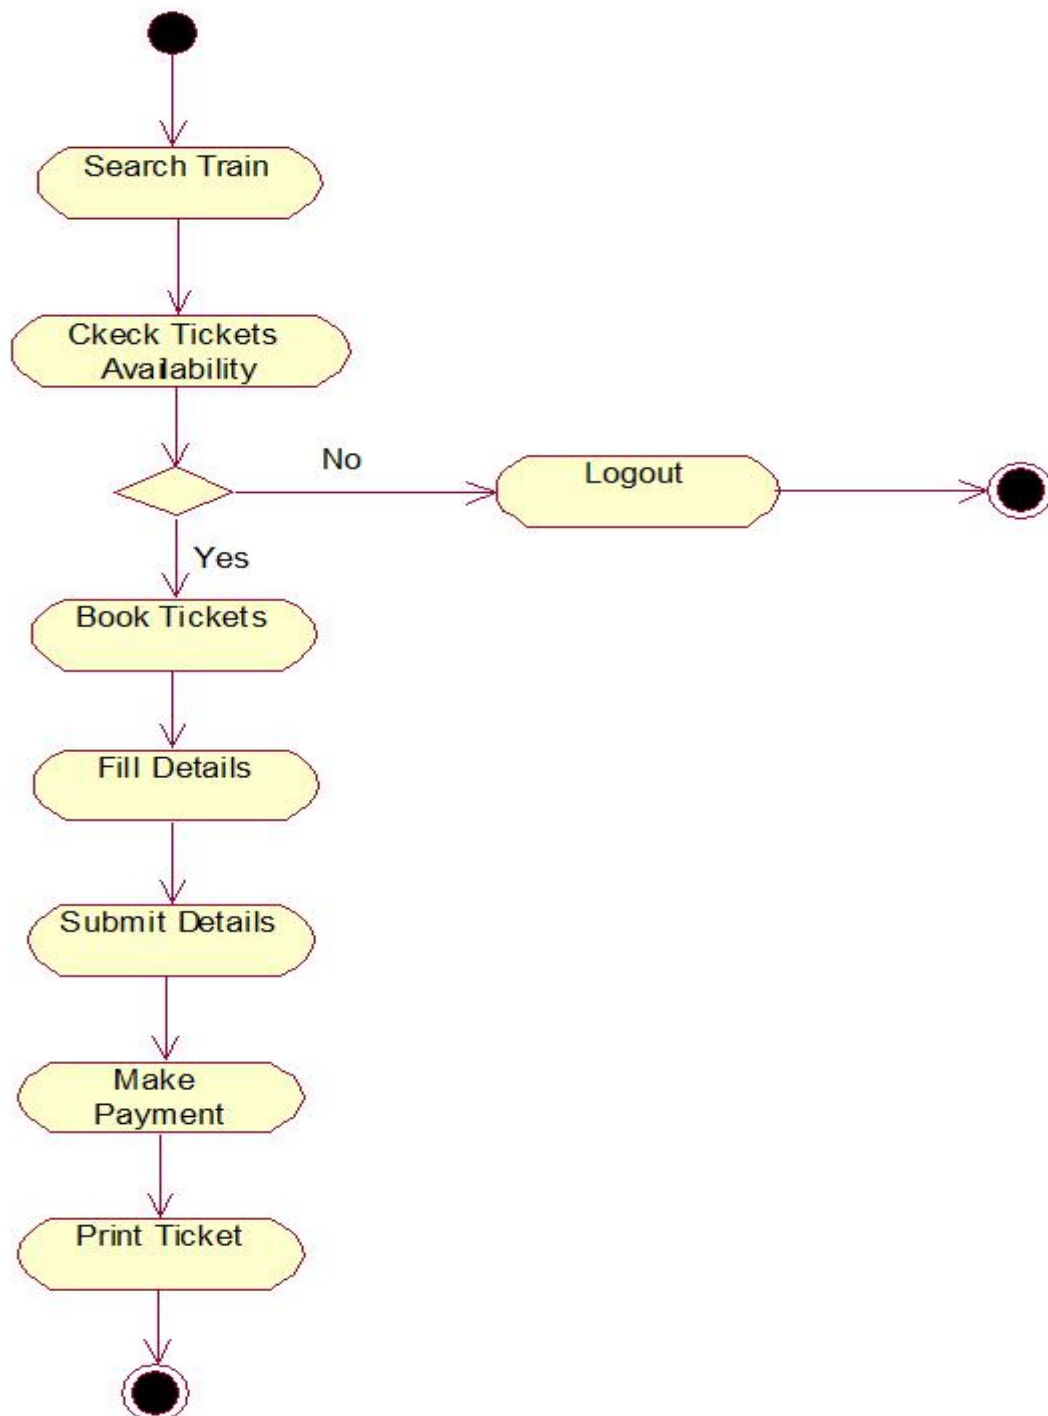 Search Train
Ckeck Tickets
Availability
No
Logout
Yes
Book Tickets
Fill Details
Submit Details
Make
Payment
Print Ticket